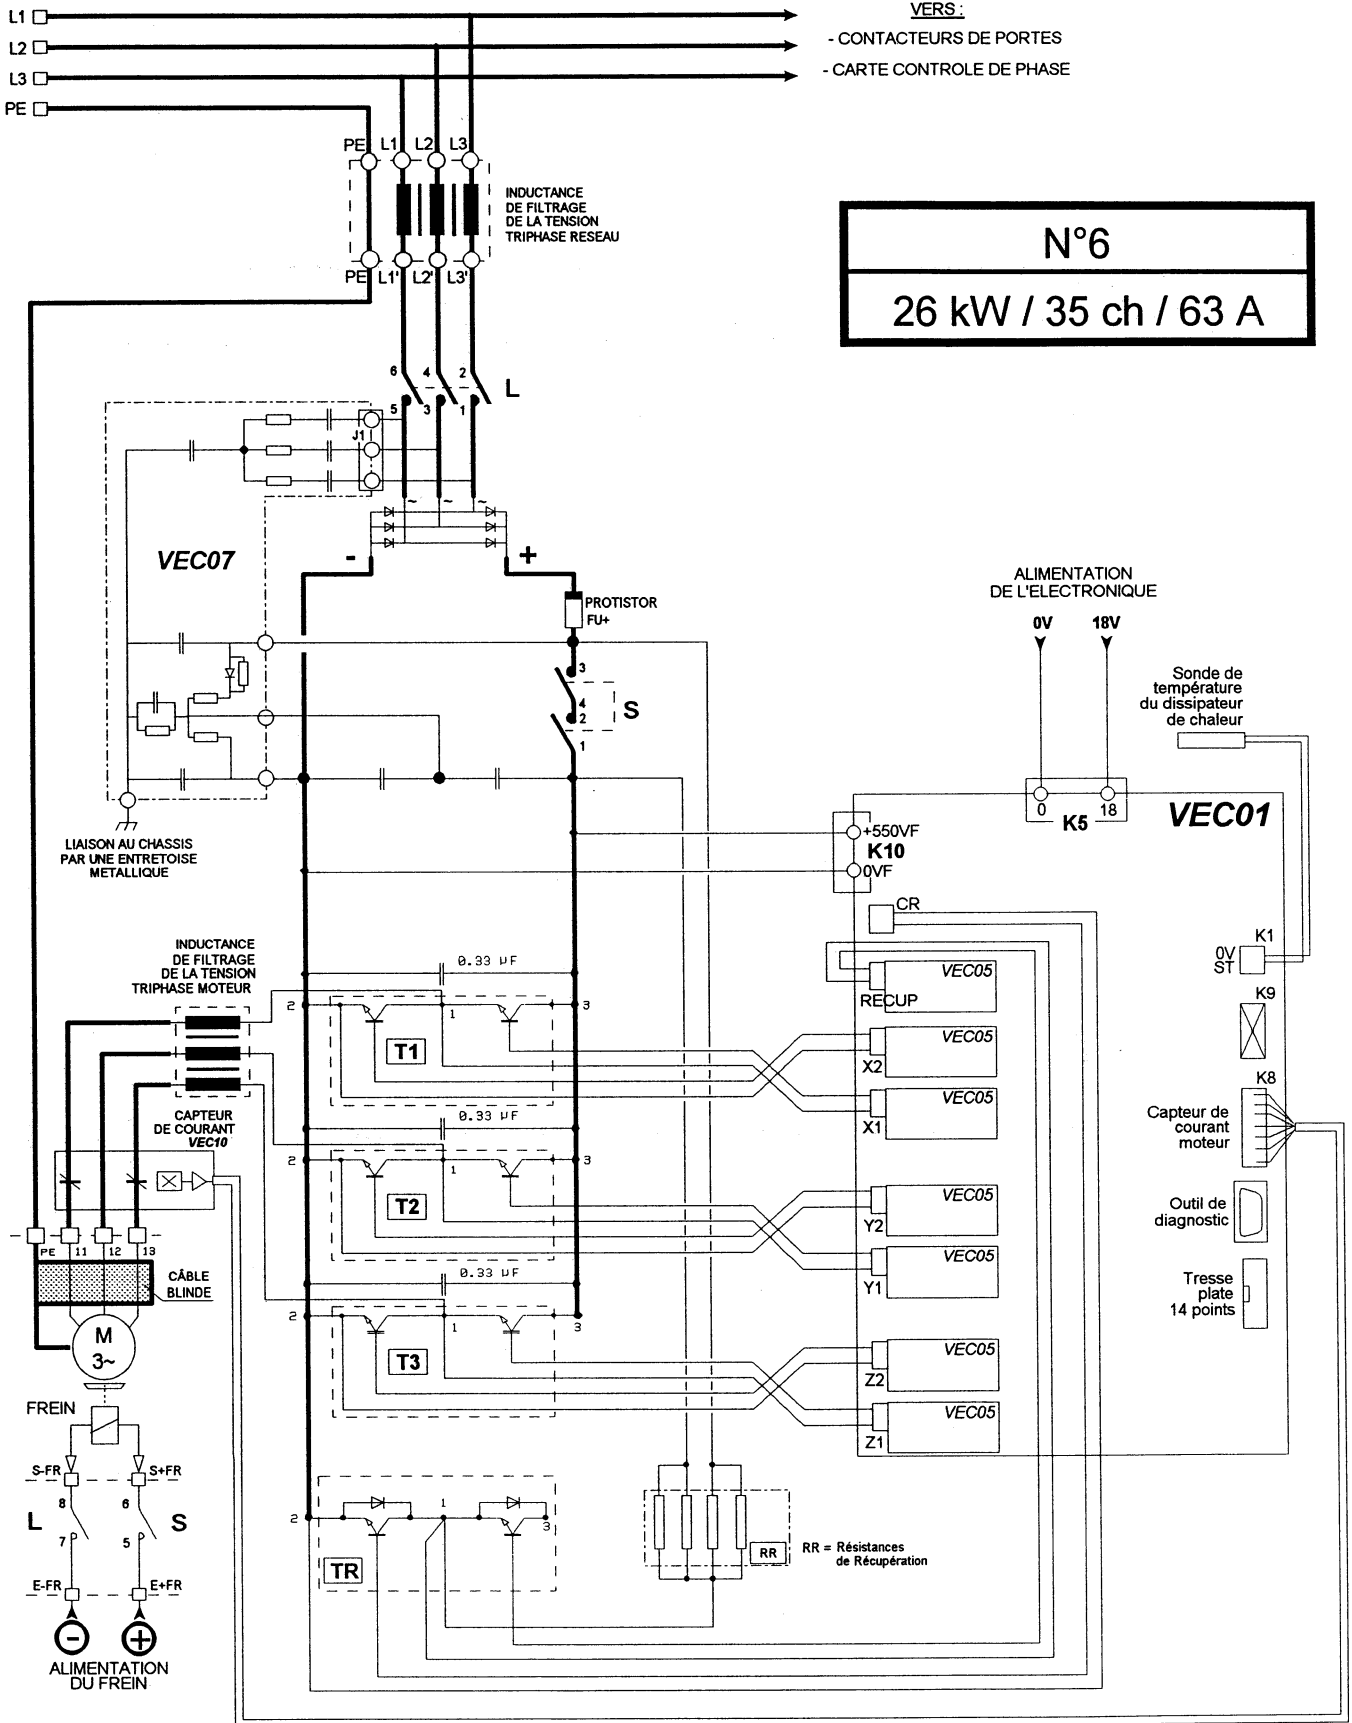 L1
VERS :
L2
- CONTACTEURS DE PORTES
L3
- CARTE CONTROLE DE PHASE
PE
PE L1 L2 L3
INDUCTANCE
DE FILTRAGE
DE LA TENSION
TRIPHASE RESEAU
PE L1' L2' L3'
N°6
26 kW / 35 ch / 63 A
6 4 2
L
5 3 1
J1
~ ~ ~
- +
VEC07
PROTISTOR
FU+
3
4
2
1
S
ALIMENTATION
DE L'ELECTRONIQUE
0V 18V
Sonde de
température
du dissipateur
de chaleur
0 18
K5
VEC01
LIAISON AU CHASSIS
PAR UNE ENTRETOISE
METALLIQUE
+550VF
K10
0VF
CR
INDUCTANCE
DE FILTRAGE
DE LA TENSION
TRIPHASE MOTEUR
0.33 µF
VEC05
RECUP
K1
0V
ST
K9
2 1 3
T1
VEC05
X2
VEC05
X1
CAPTEUR
DE COURANT
VEC10
0.33 µF
K8
Capteur de
courant
moteur
2 1 3
T2
VEC05
Y2
VEC05
Y1
Outil de
diagnostic
PE 11 12 13
CÂBLE
BLINDE
0.33 µF
Tresse
plate
14 points
2 1 3
T3
M
3~
VEC05
Z2
VEC05
Z1
FREIN
S-FR S+FR
8 6
L S
7 5
E-FR E+FR
- +
ALIMENTATION
DU FREIN
2 1 3
TR
RR
RR = Résistances
de Récupération